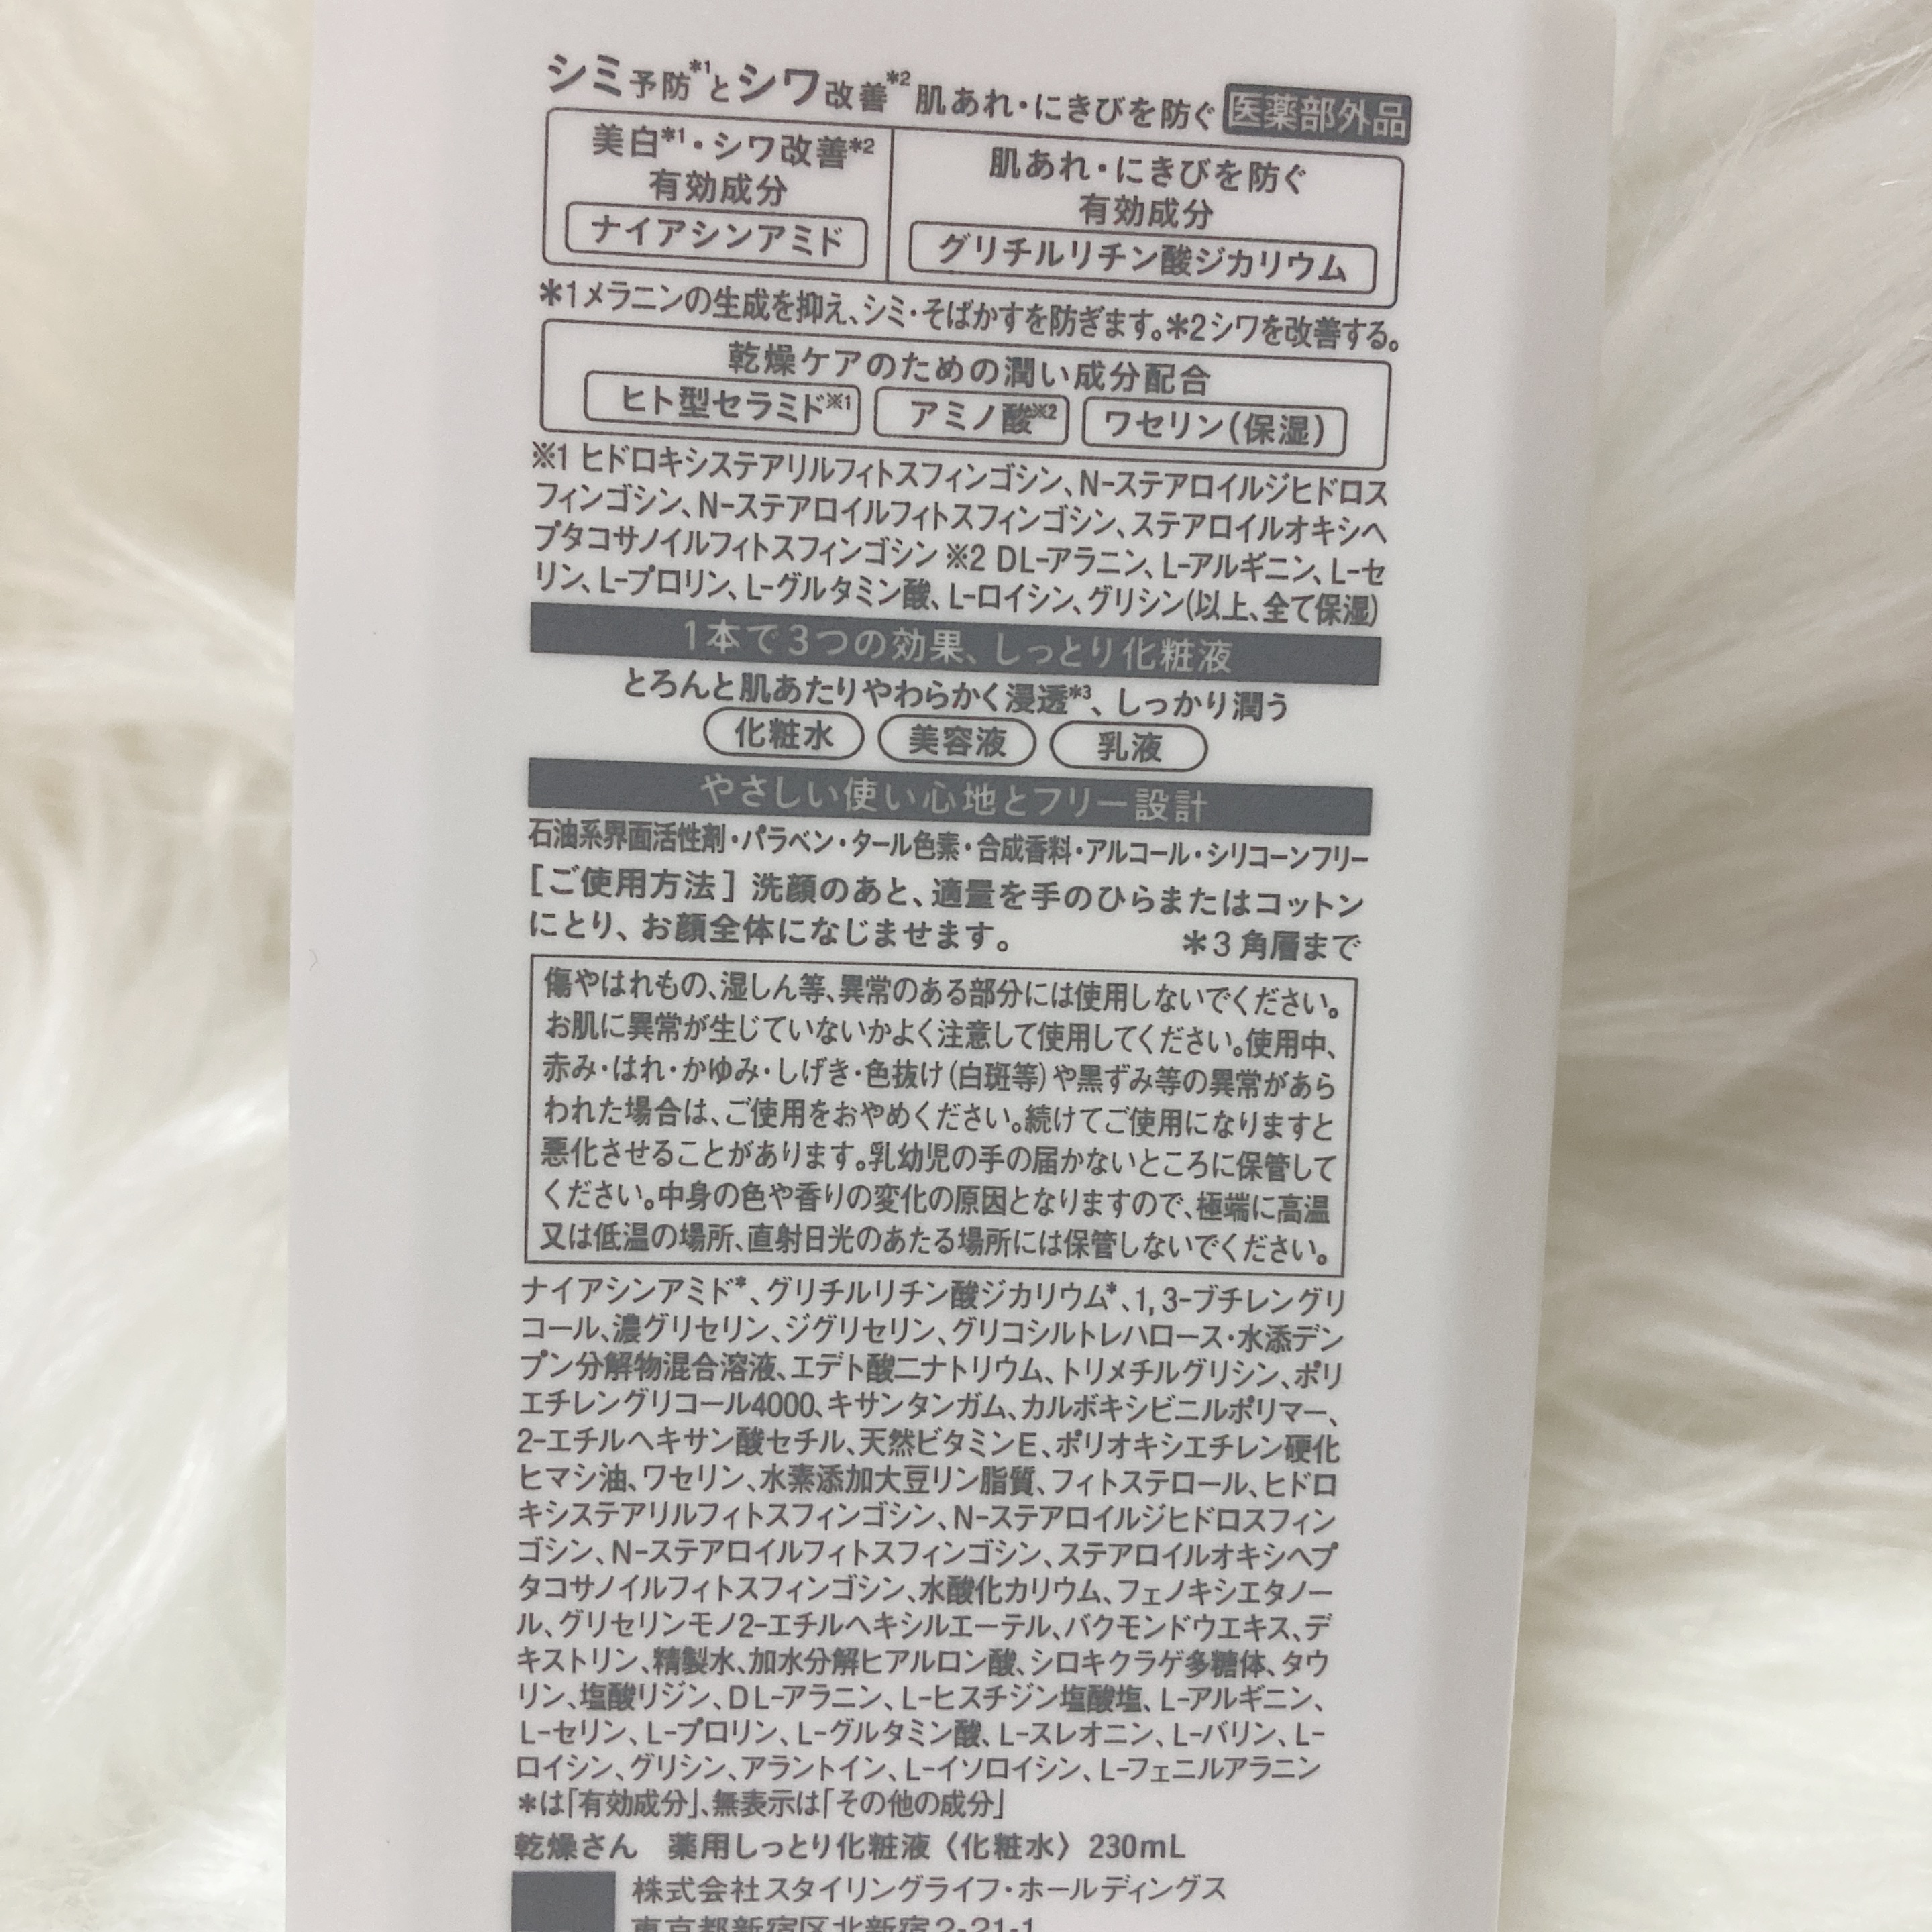 シミ予防*1とシワ改善*2 肌あれ・にきびを防ぐ 医薬部外品
美白*1・シワ改善*2
有効成分
ナイアシンアミド
肌あれ・にきびを防ぐ
有効成分
グリチルリチン酸ジカリウム
*1メラニンの生成を抑え、シミ・そばかすを防ぎます。*2シワを改善する。
乾燥ケアのための潤い成分配合
ヒト型セラミド※1 アミノ酸※2 ワセリン(保湿)
※1 ヒドロキシステアリルフィトスフィンゴシン、N-ステアロイルジヒドロス
フィンゴシン、N-ステアロイルフィトスフィンゴシン、ステアロイルオキシヘ
プタコサノイルフィトスフィンゴシン ※2 DL-アラニン、L-アルギニン、L-セ
リン、L-プロリン、L-グルタミン酸、L-ロイシン、グリシン(以上、全て保湿)
1本で3つの効果、しっとり化粧液
とろんと肌あたりやわらかく浸透*3、しっかり潤う
化粧水 美容液 乳液
やさしい使い心地とフリー設計
石油系界面活性剤・パラベン・タール色素・合成香料・アルコール・シリコーンフリー
[ご使用方法] 洗顔のあと、適量を手のひらまたはコットン
にとり、お顔全体になじませます。 *3 角層まで
傷やはれもの、湿しん等、異常のある部分には使用しないでください。
お肌に異常が生じていないかよく注意して使用してください。使用中、
赤み・はれ・かゆみ・しげき・色抜け(白斑等)や黒ずみ等の異常があら
われた場合は、ご使用をおやめください。続けてご使用になりますと
悪化させることがあります。乳幼児の手の届かないところに保管して
ください。中身の色や香りの変化の原因となりますので、極端に高温
又は低温の場所、直射日光のあたる場所には保管しないでください。
ナイアシンアミド*、グリチルリチン酸ジカリウム*、1,3-ブチレングリ
コール、濃グリセリン、ジグリセリン、グリコシルトレハロース・水添デン
プン分解物混合溶液、エデト酸二ナトリウム、トリメチルグリシン、ポリ
エチレングリコール4000、キサンタンガム、カルボキシビニルポリマー、
2-エチルヘキサン酸セチル、天然ビタミンE、ポリオキシエチレン硬化
ヒマシ油、ワセリン、水素添加大豆リン脂質、フィトステロール、ヒドロ
キシステアリルフィトスフィンゴシン、N-ステアロイルジヒドロスフィン
ゴシン、N-ステアロイルフィトスフィンゴシン、ステアロイルオキシヘプ
タコサノイルフィトスフィンゴシン、水酸化カリウム、フェノキシエタノー
ル、グリセリンモノ2-エチルヘキシルエーテル、バクモンドウエキス、デ
キストリン、精製水、加水分解ヒアルロン酸、シロキクラゲ多糖体、タウ
リン、塩酸リジン、DL-アラニン、L-ヒスチジン塩酸塩、L-アルギニン、
L-セリン、L-プロリン、L-グルタミン酸、L-スレオニン、L-バリン、L-
ロイシン、グリシン、アラントイン、L-イソロイシン、L-フェニルアラニン
*は「有効成分」、無表示は「その他の成分」
乾燥さん 薬用しっとり化粧液〈化粧水〉230mL
株式会社スタイリングライフ・ホールディングス
東京都新宿区北新宿2-21-1